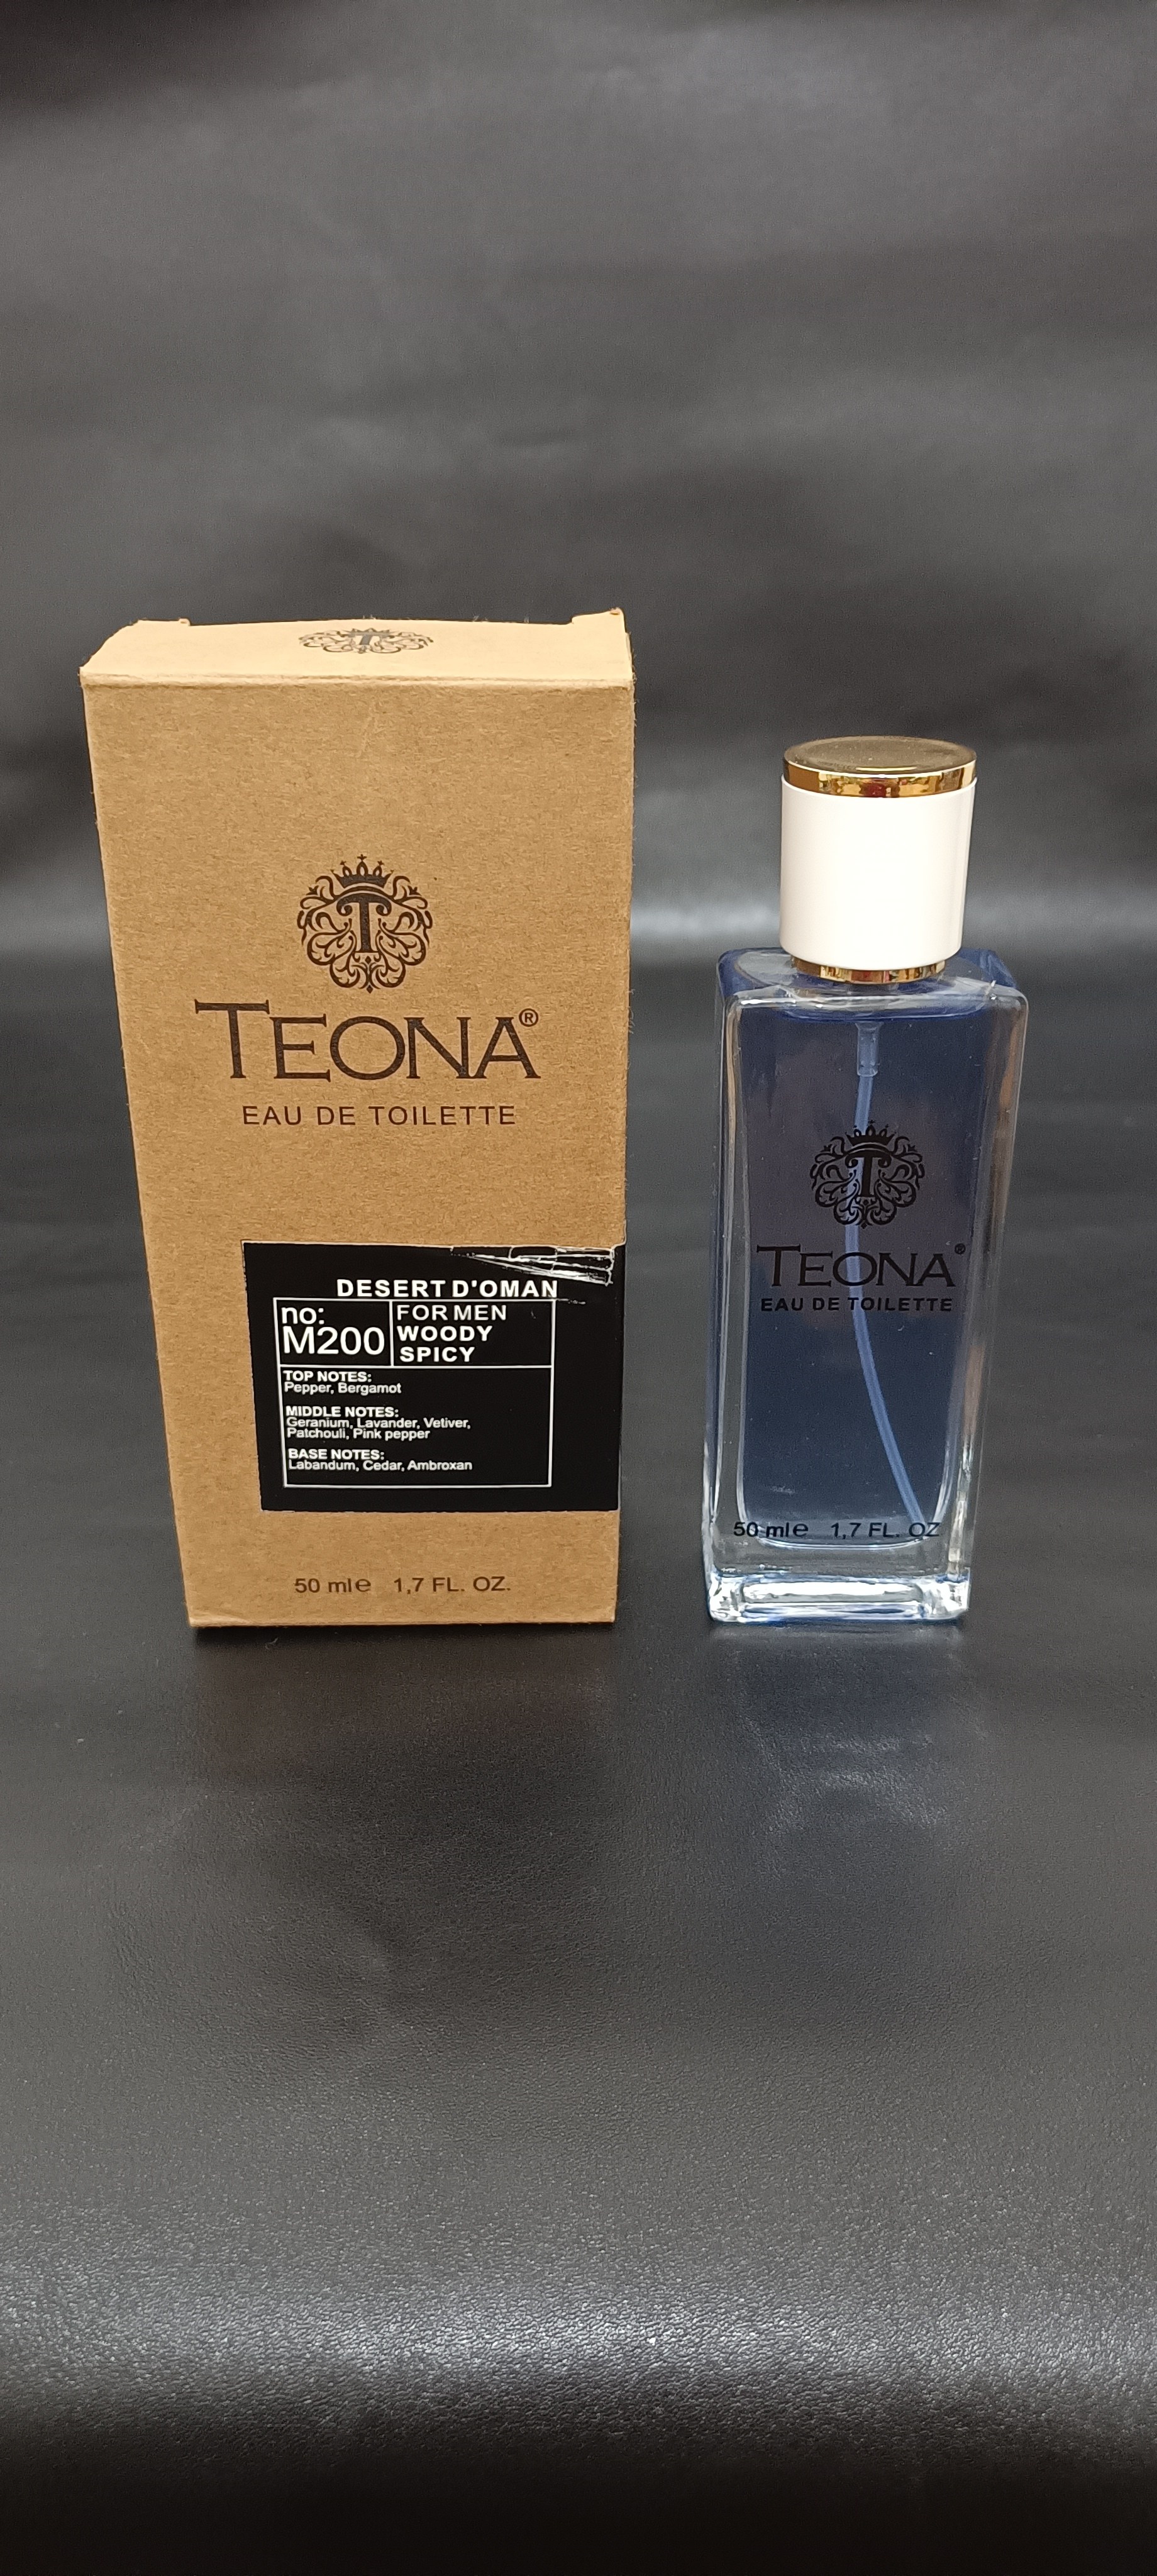 T
T
TEONA®
EAU DE TOILETTE
DESERT D'OMAN
no:
M200
FOR MEN
WOODY
SPICY
TOP NOTES:
Pepper, Bergamot
MIDDLE NOTES:
Geranium, Lavander, Vetiver,
Patchouli, Pink pepper
BASE NOTES:
Labandum, Cedar, Ambroxan
50 ml℮ 1,7 FL. OZ.
T
TEONA®
EAU DE TOILETTE
50 ml℮ 1,7 FL. OZ